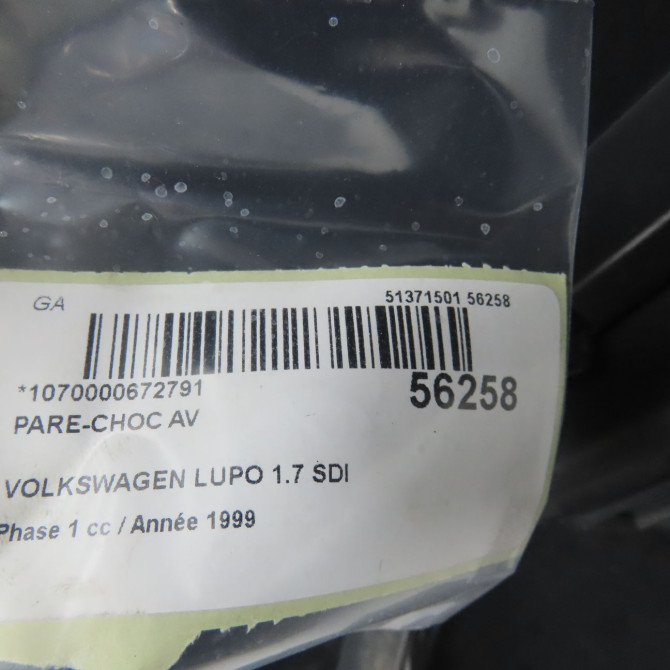 GA
51371501 56258
*1070000672791
56258
PARE-CHOC AV
VOLKSWAGEN LUPO 1.7 SDI
Phase 1 cc / Année 1999